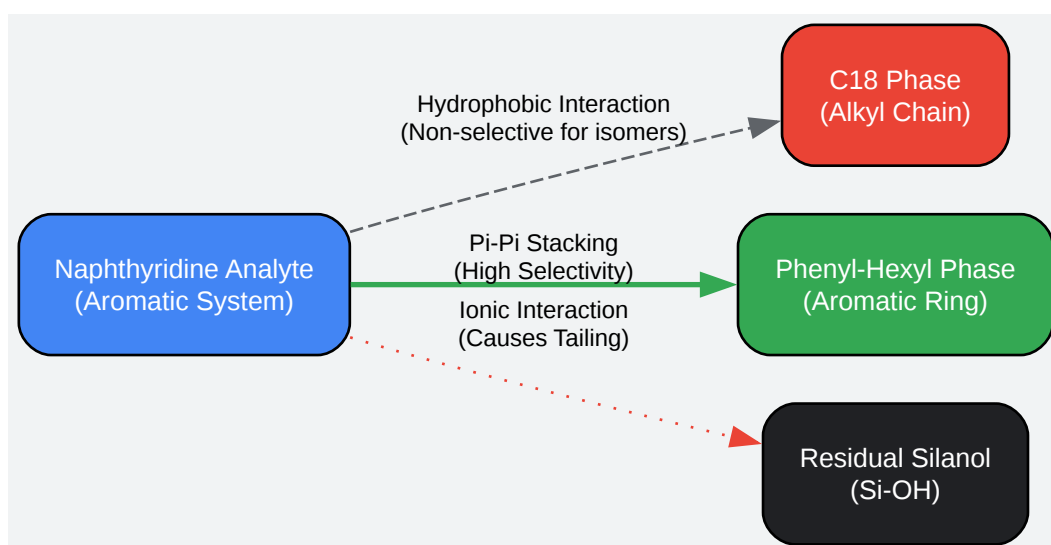 C18 Phase
(Alkyl Chain)
Hydrophobic Interaction
(Non-selective for isomers)
Naphthyridine Analyte
(Aromatic System)
Pi-Pi Stacking
(High Selectivity)
Ionic Interaction
(Causes Tailing)
Phenyl-Hexyl Phase
(Aromatic Ring)
Residual Silanol
(Si-OH)